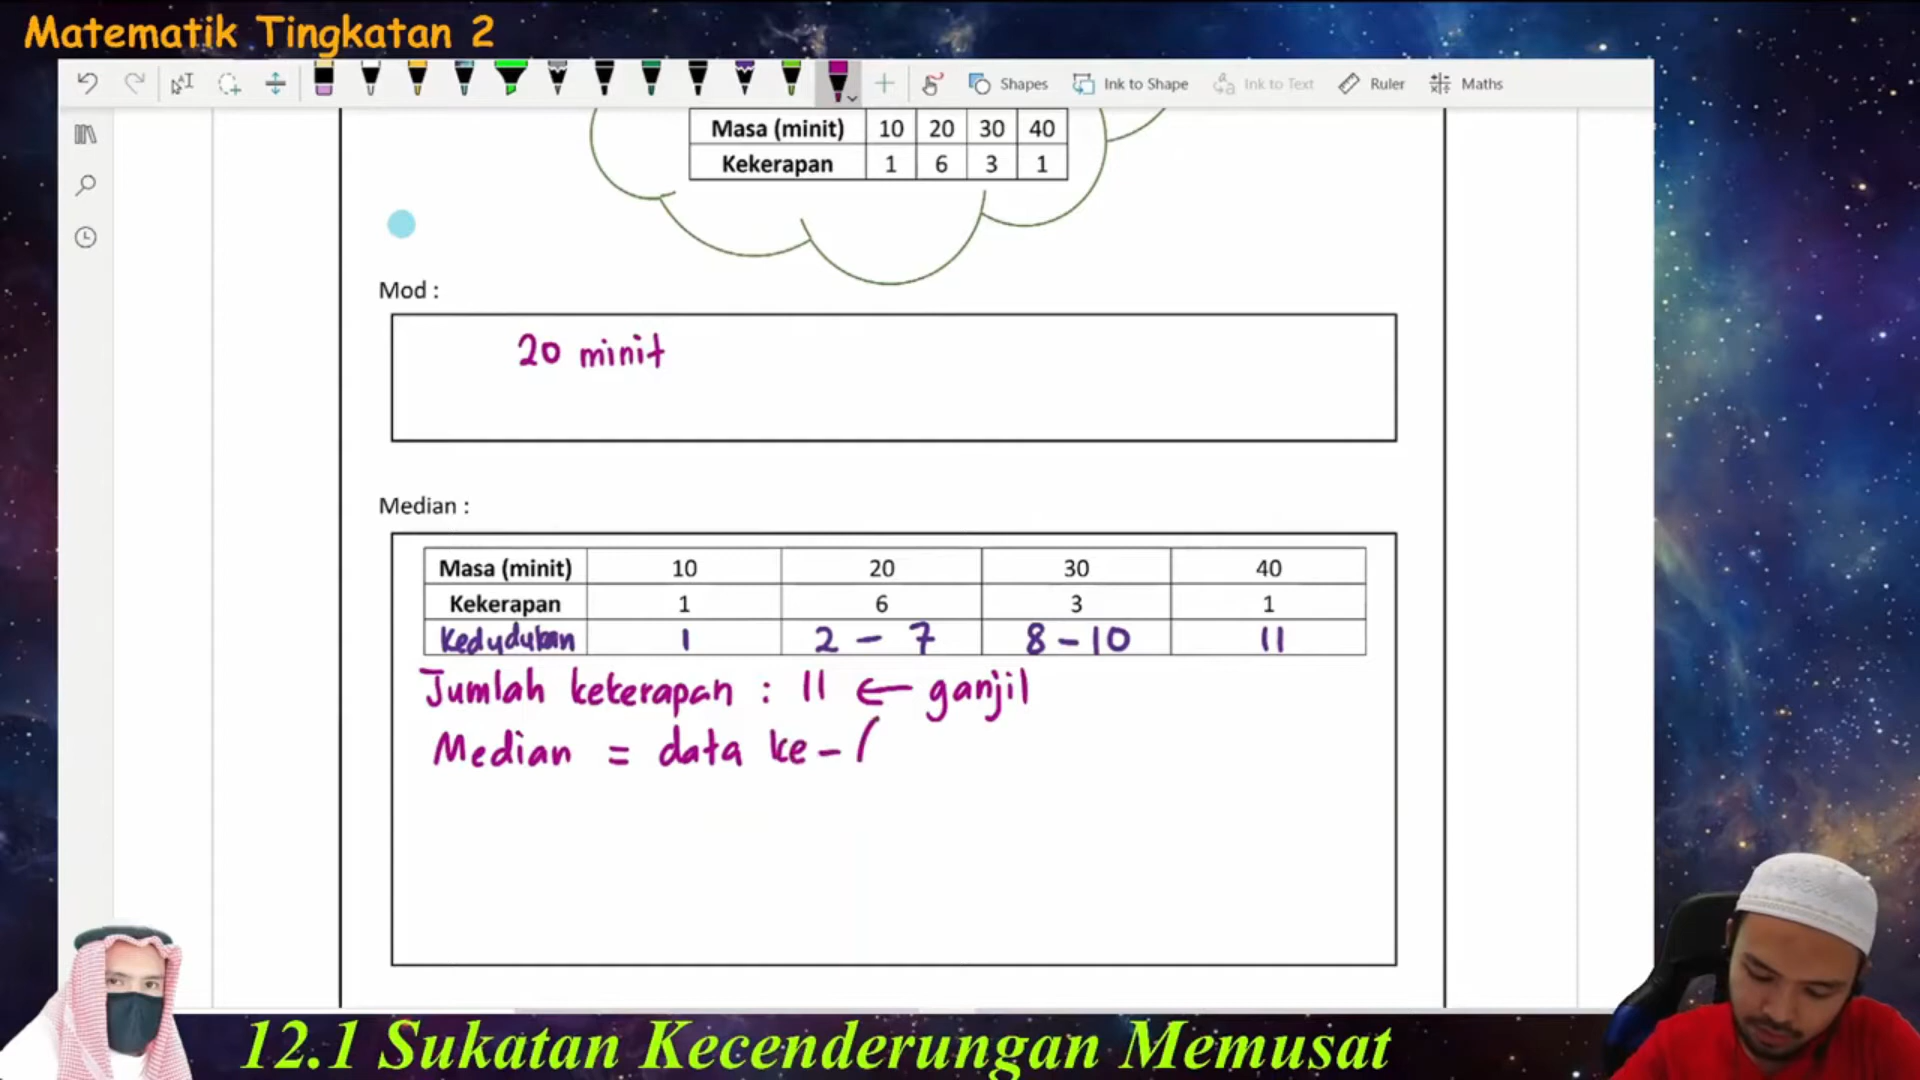 Matematik Tingkatan 2
Shapes Ink to Shape Ink to Text Ruler Maths
Masa (minit) 10 20 30 40
Kekerapan 1 6 3 1
Mod :
20 minit
Median :
Masa (minit) 10 20 30 40
Kekerapan 1 6 3 1
Kedudukan 1 2 - 7 8 - 10 11
Jumlah kekerapan : 11 ← ganjil
Median = data ke - (
12.1 Sukatan Kecenderungan Memusat